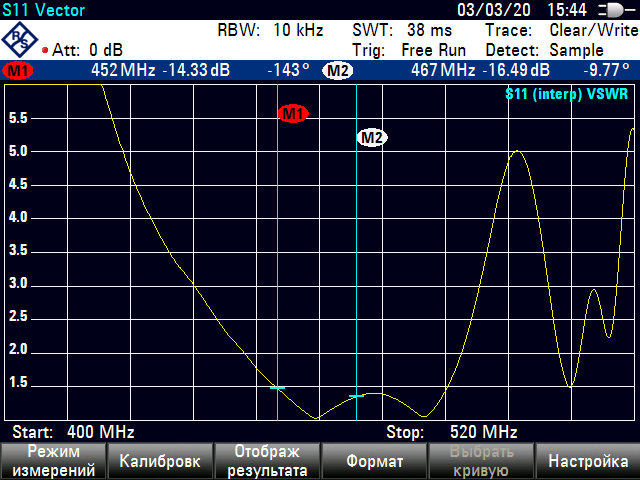 S11 Vector 03/03/20 15:44
RBW: 10 kHz SWT: 38 ms Trace: Clear/Write
R&S Att: 0 dB Trig: Free Run Detect: Sample
M1 452 MHz -14.33 dB -143° M2 467 MHz -16.49 dB -9.77°
S11 (interp) VSWR
M1
5.5
M2
5.0
4.5
4.0
3.5
3.0
2.5
2.0
1.5
Start: 400 MHz Stop: 520 MHz
Режим измерений
Калибровк
Отображ результата
Формат
Выбрать кривую
Настройка